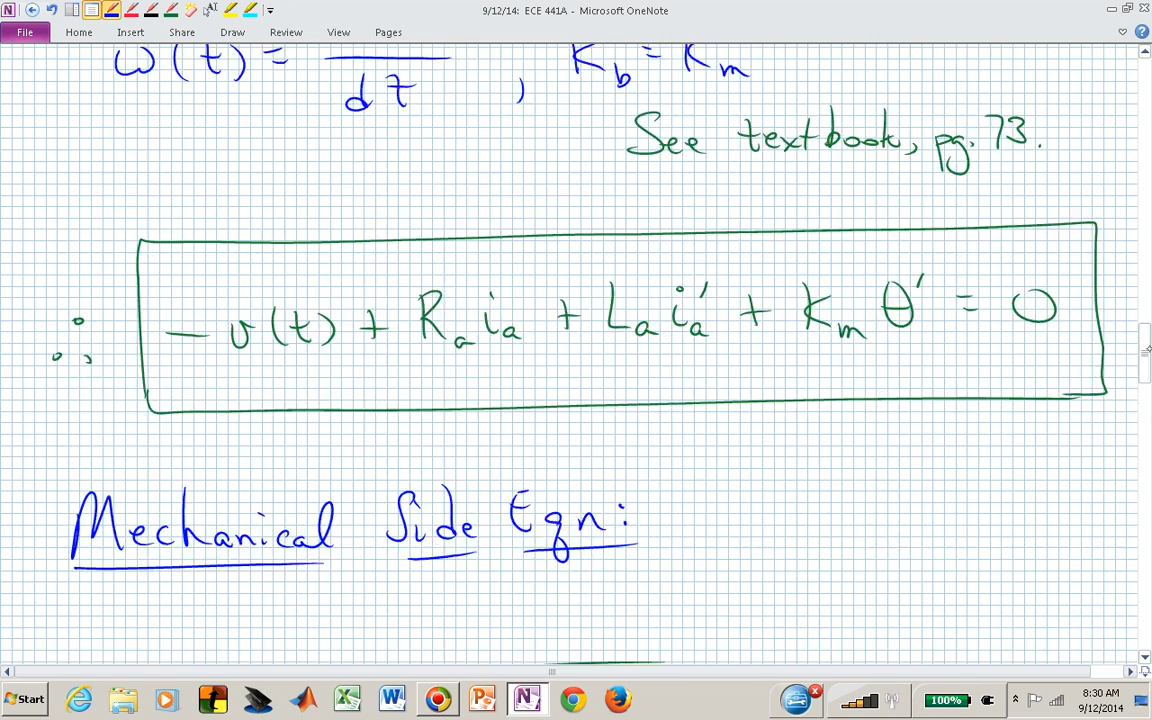 9/12/14: ECE 441A - Microsoft OneNote
File Home Insert Share Draw Review View Pages
ω(t) = ――― / dt , K_b = K_m
See textbook, pg. 73.
∴ -v(t) + R_a i_a + L_a i_a' + K_m θ' = 0
Mechanical Side Eqn:
Start
100%
8:30 AM
9/12/2014